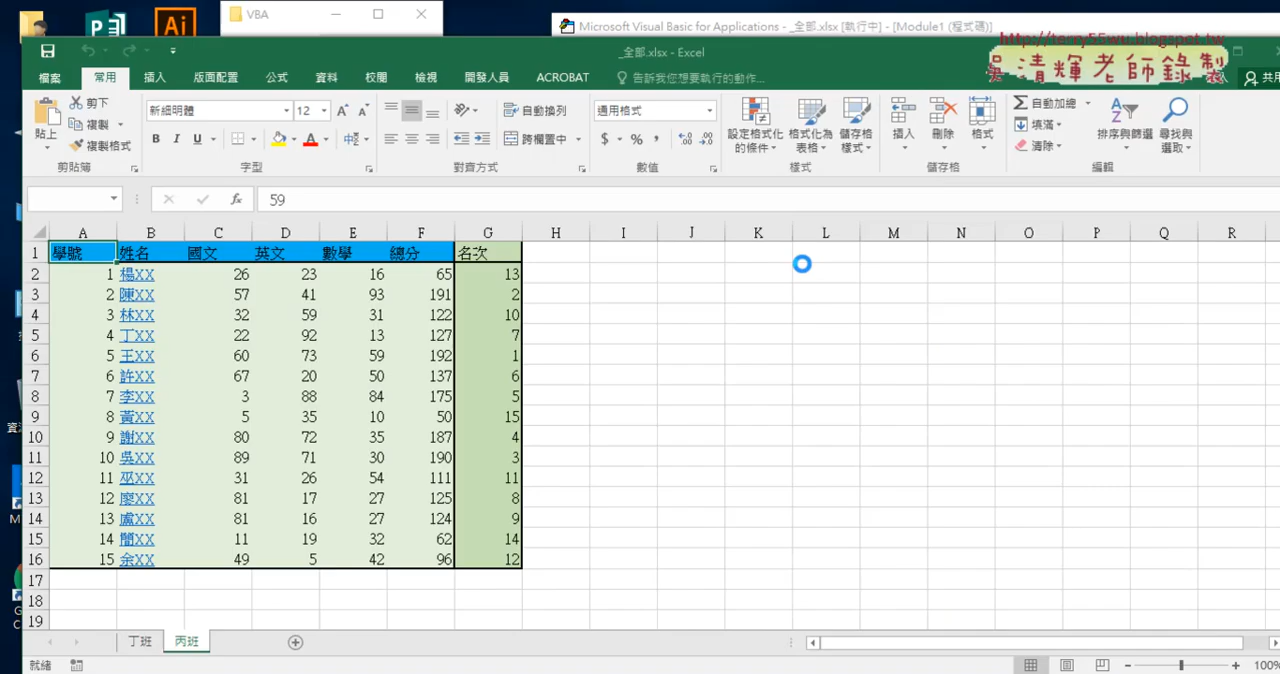 VBA
Microsoft Visual Basic for Applications - _全部.xlsx [執行中] - [Module1 (程式碼)]
http://terry55wu.blogspot.tw
吳清輝老師錄製
_全部.xlsx - Excel
檔案 常用 插入 版面配置 公式 資料 校閱 檢視 開發人員 ACROBAT 告訴我您想要執行的動作... 共用
貼上 剪下 複製 複製格式 剪貼簿
新細明體 12 B I U 字型
自動換列 跨欄置中 對齊方式
通用格式 $ % , 數值
設定格式化的條件 格式化為表格 儲存格樣式 樣式
插入 刪除 格式 儲存格
自動加總 填滿 清除 排序與篩選 尋找與選取 編輯
fx 59
A B C D E F G H I J K L M N O P Q R
1 學號 姓名 國文 英文 數學 總分 名次
2 1 楊XX 26 23 16 65 13
3 2 陳XX 57 41 93 191 2
4 3 林XX 32 59 31 122 10
5 4 丁XX 22 92 13 127 7
6 5 王XX 60 73 59 192 1
7 6 許XX 67 20 50 137 6
8 7 李XX 3 88 84 175 5
9 8 黃XX 5 35 10 50 15
10 9 謝XX 80 72 35 187 4
11 10 吳XX 89 71 30 190 3
12 11 巫XX 31 26 54 111 11
13 12 廖XX 81 17 27 125 8
14 13 盧XX 81 16 27 124 9
15 14 簡XX 11 19 32 62 14
16 15 余XX 49 5 42 96 12
17
18
19
丁班 丙班
就緒 100%